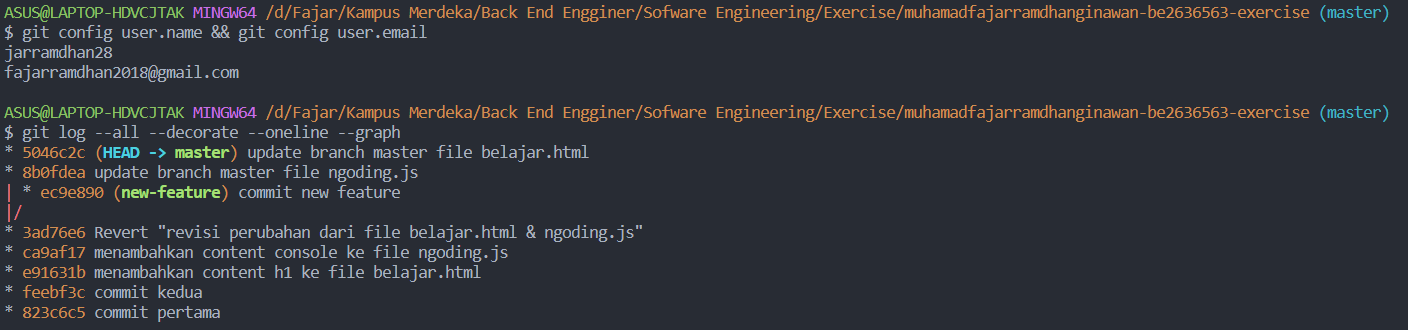 ASUS@LAPTOP-HDVCJTAK MINGW64 /d/Fajar/Kampus Merdeka/Back End Engginer/Sofware Engineering/Exercise/muhamadfajarramdhanginawan-be2636563-exercise (master)
$ git config user.name && git config user.email
jarramdhan28
fajarramdhan2018@gmail.com
ASUS@LAPTOP-HDVCJTAK MINGW64 /d/Fajar/Kampus Merdeka/Back End Engginer/Sofware Engineering/Exercise/muhamadfajarramdhanginawan-be2636563-exercise (master)
$ git log --all --decorate --oneline --graph
* 5046c2c (HEAD -> master) update branch master file belajar.html
* 8b0fdea update branch master file ngoding.js
| * ec9e890 (new-feature) commit new feature
|/
* 3ad76e6 Revert "revisi perubahan dari file belajar.html & ngoding.js"
* ca9af17 menambahkan content console ke file ngoding.js
* e91631b menambahkan content h1 ke file belajar.html
* feebf3c commit kedua
* 823c6c5 commit pertama